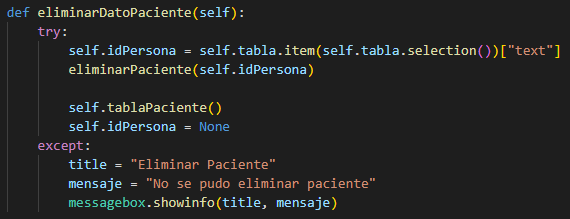 def eliminarDatoPaciente(self):
    try:
        self.idPersona = self.tabla.item(self.tabla.selection())["text"]
        eliminarPaciente(self.idPersona)

        self.tablaPaciente()
        self.idPersona = None
    except:
        title = "Eliminar Paciente"
        mensaje = "No se pudo eliminar paciente"
        messagebox.showinfo(title, mensaje)